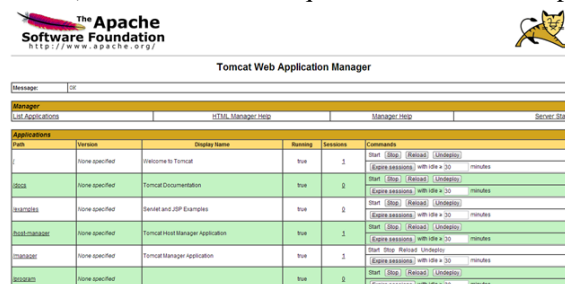 The Apache
Software Foundation
http://www.apache.org/
Tomcat Web Application Manager
Message: OK
Manager
List Applications HTML Manager Help Manager Help Server Sta
Applications
Path Version Display Name Running Sessions Commands
/ None specified Welcome to Tomcat true 1 Start Stop Reload Undeploy
Expire sessions with idle ≥ 30 minutes
/docs None specified Tomcat Documentation true 0 Start Stop Reload Undeploy
Expire sessions with idle ≥ 30 minutes
/examples None specified Servlet and JSP Examples true 0 Start Stop Reload Undeploy
Expire sessions with idle ≥ 30 minutes
/host-manager None specified Tomcat Host Manager Application true 1 Start Stop Reload Undeploy
Expire sessions with idle ≥ 30 minutes
/manager None specified Tomcat Manager Application true 1 Start Stop Reload Undeploy
Expire sessions with idle ≥ 30 minutes
/program None specified true 0 Start Stop Reload Undeploy